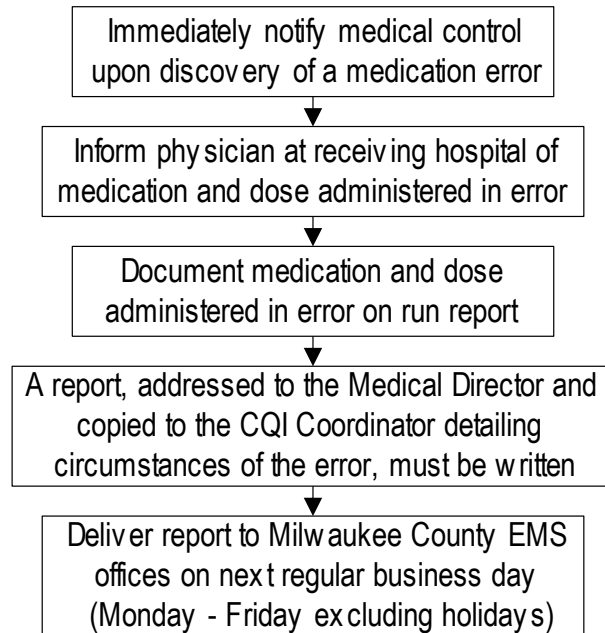 Immediately notify medical control
upon discovery of a medication error
Inform physician at receiving hospital of
medication and dose administered in error
Document medication and dose
administered in error on run report
A report, addressed to the Medical Director and
copied to the CQI Coordinator detailing
circumstances of the error, must be written
Deliver report to Milwaukee County EMS
offices on next regular business day
(Monday - Friday excluding holidays)